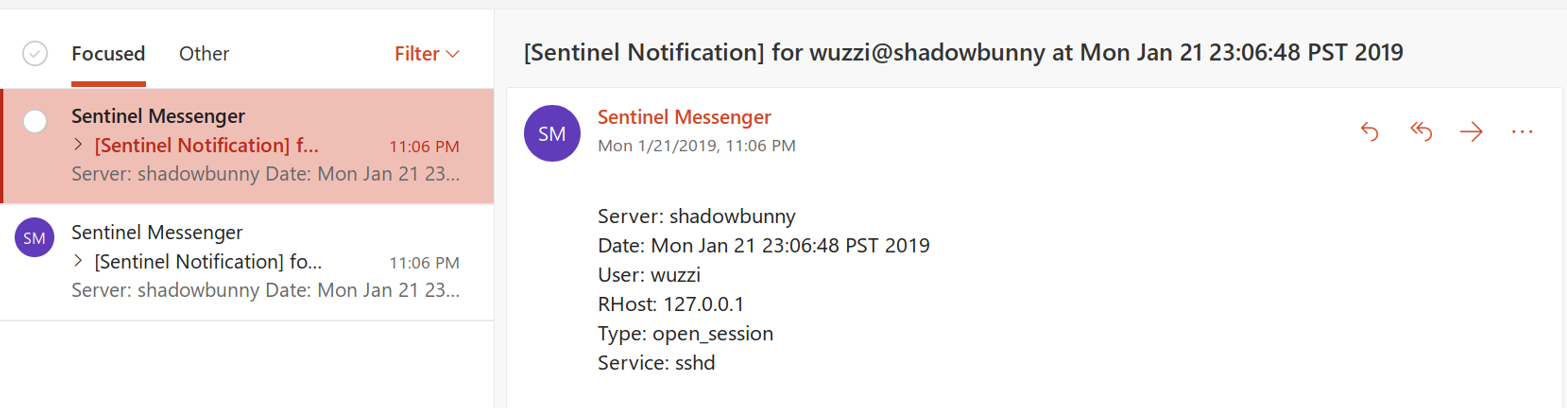 Focused Other Filter
Sentinel Messenger
[Sentinel Notification] f... 11:06 PM
Server: shadowbunny Date: Mon Jan 21 23...
SM
Sentinel Messenger
[Sentinel Notification] fo... 11:06 PM
Server: shadowbunny Date: Mon Jan 21 23...
[Sentinel Notification] for wuzzi@shadowbunny at Mon Jan 21 23:06:48 PST 2019
SM
Sentinel Messenger
Mon 1/21/2019, 11:06 PM
Server: shadowbunny
Date: Mon Jan 21 23:06:48 PST 2019
User: wuzzi
RHost: 127.0.0.1
Type: open_session
Service: sshd